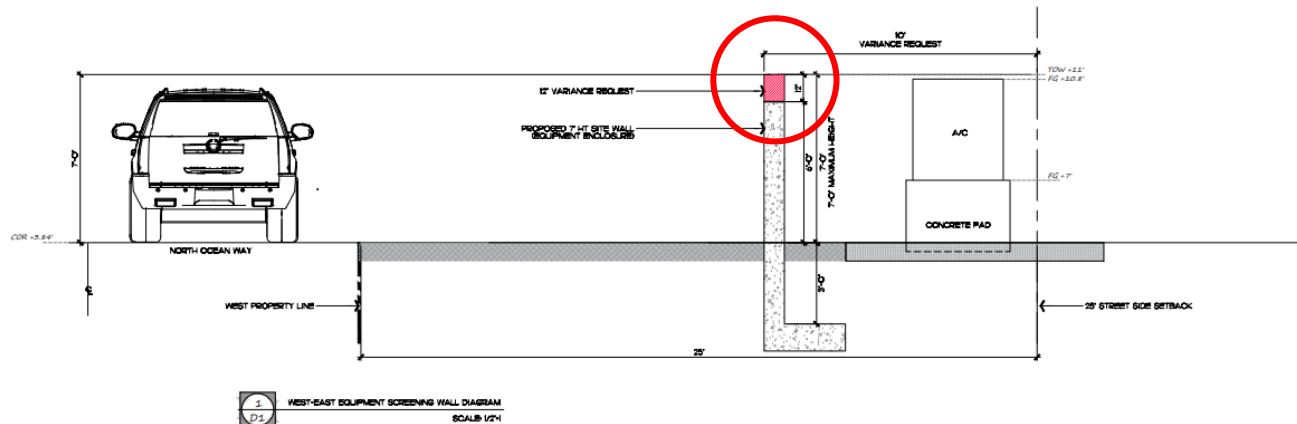 10'
VARIANCE REQUEST
TOW +11'
FG +10.8'
12" VARIANCE REQUEST
12"
PROPOSED 7' HT SITE WALL
(EQUIPMENT ENCLOSURE)
A/C
7'-0"
6'-0"
7'-0"
MAXIMUM HEIGHT
FG +7'
CONCRETE PAD
COR +3.84'
NORTH OCEAN WAY
3'-0"
WEST PROPERTY LINE
25' STREET SIDE SETBACK
25'
1
D1
WEST-EAST EQUIPMENT SCREENING WALL DIAGRAM
SCALE: 1/2"=1